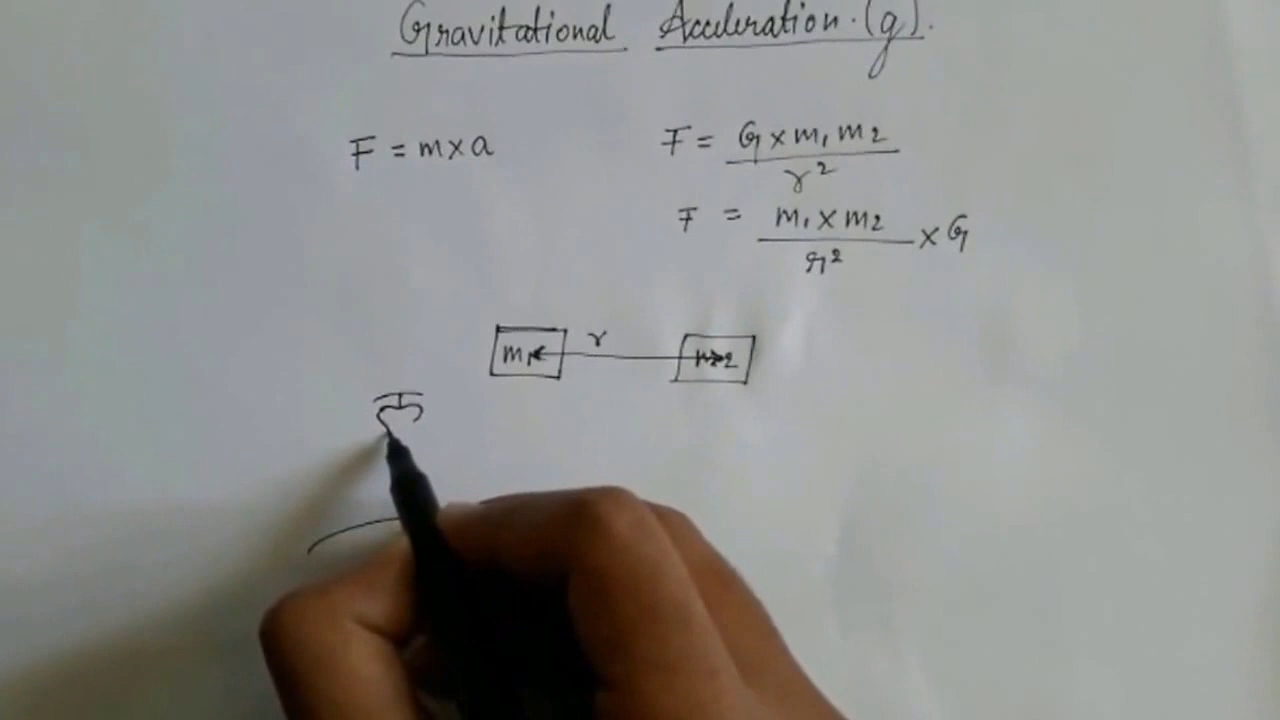 Gravitational Acceleration. (g).
F = m x a
F = G x m1 m2 / r²
F = m1 x m2 / r² x G
m1 r m2